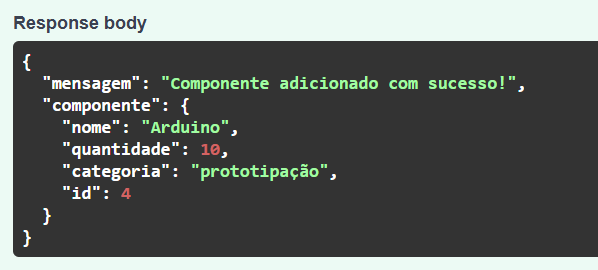 Response body
{
  "mensagem": "Componente adicionado com sucesso!",
  "componente": {
    "nome": "Arduino",
    "quantidade": 10,
    "categoria": "prototipação",
    "id": 4
  }
}